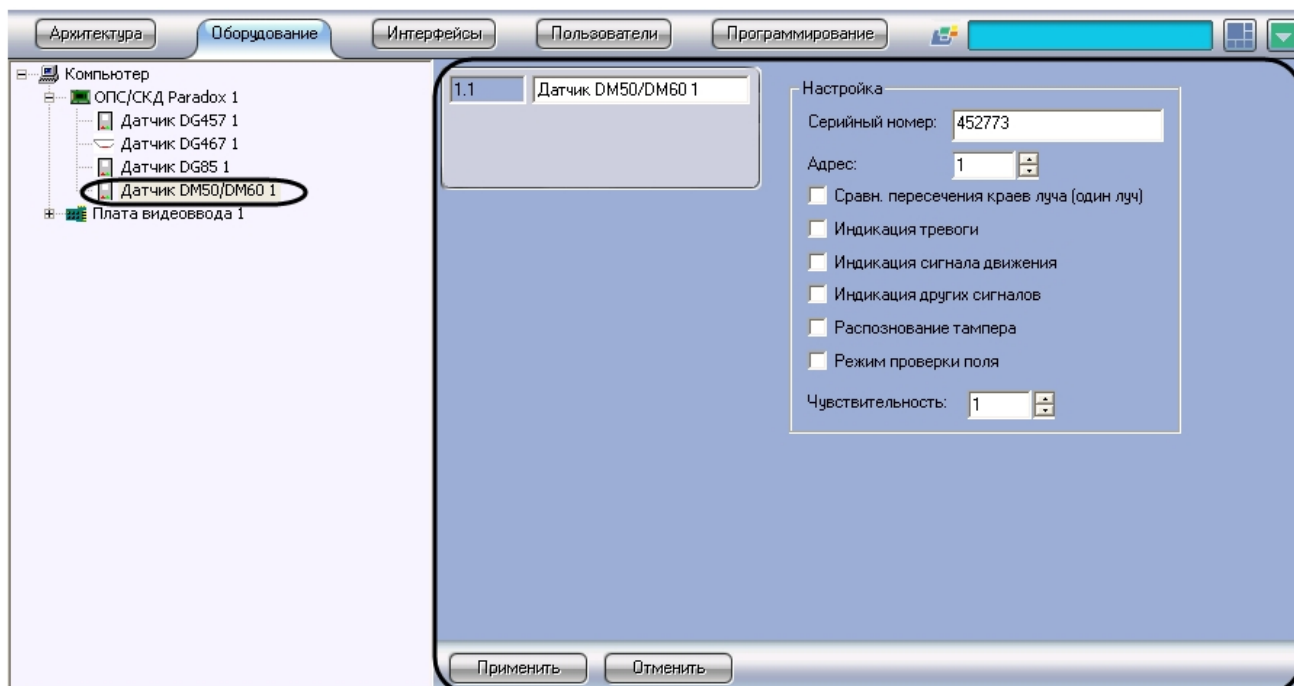 Архитектура Оборудование Интерфейсы Пользователи Программирование
Компьютер
ОПС/СКД Paradox 1
Датчик DG457 1
Датчик DG467 1
Датчик DG85 1
Датчик DM50/DM60 1
Плата видеоввода 1
1.1 Датчик DM50/DM60 1
Настройка
Серийный номер: 452773
Адрес: 1
Сравн. пересечения краев луча (один луч)
Индикация тревоги
Индикация сигнала движения
Индикация других сигналов
Распознование тампера
Режим проверки поля
Чувствительность: 1
Применить Отменить